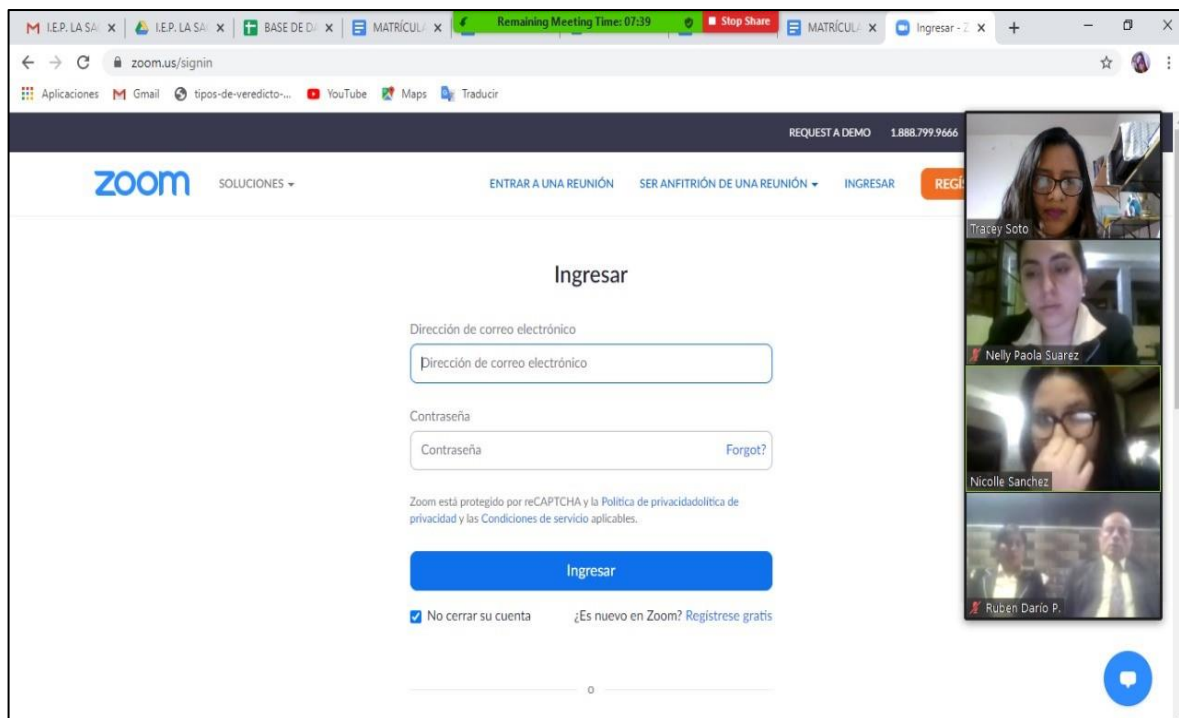 I.E.P. LA SA I.E.P. LA SA BASE DE D MATRÍCUL Remaining Meeting Time: 07:39 Stop Share MATRÍCUL Ingresar - Z
zoom.us/signin
Aplicaciones Gmail tipos-de-veredicto-... YouTube Maps Traducir
REQUEST A DEMO 1.888.799.9666
zoom SOLUCIONES ENTRAR A UNA REUNIÓN SER ANFITRIÓN DE UNA REUNIÓN INGRESAR REGÍS
Tracey Soto
Ingresar
Dirección de correo electrónico
Dirección de correo electrónico
Nelly Paola Suarez
Contraseña
Contraseña Forgot?
Nicolle Sanchez
Zoom está protegido por reCAPTCHA y la Política de privacidadolítica de
privacidad y las Condiciones de servicio aplicables.
Ingresar
No cerrar su cuenta ¿Es nuevo en Zoom? Regístrese gratis
Ruben Darío P.
o